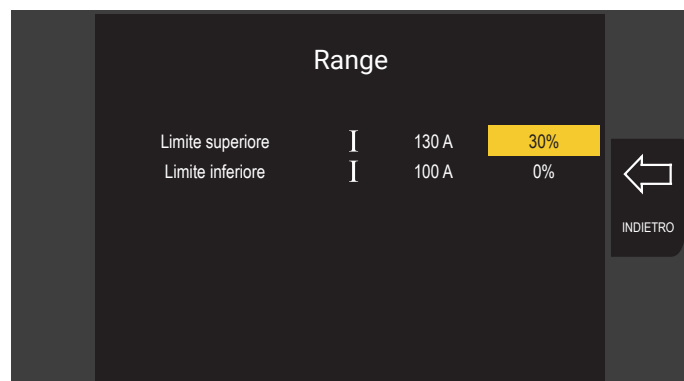 Range
Limite superiore I 130 A 30%
Limite inferiore I 100 A 0%
INDIETRO